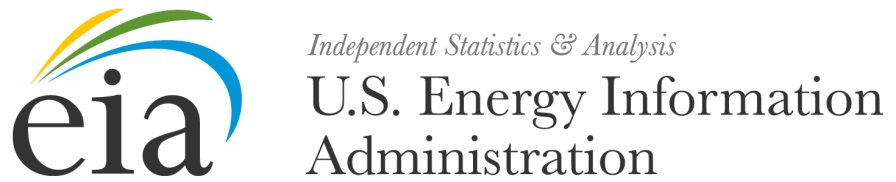 eia
Independent Statistics & Analysis
U.S. Energy Information
Administration